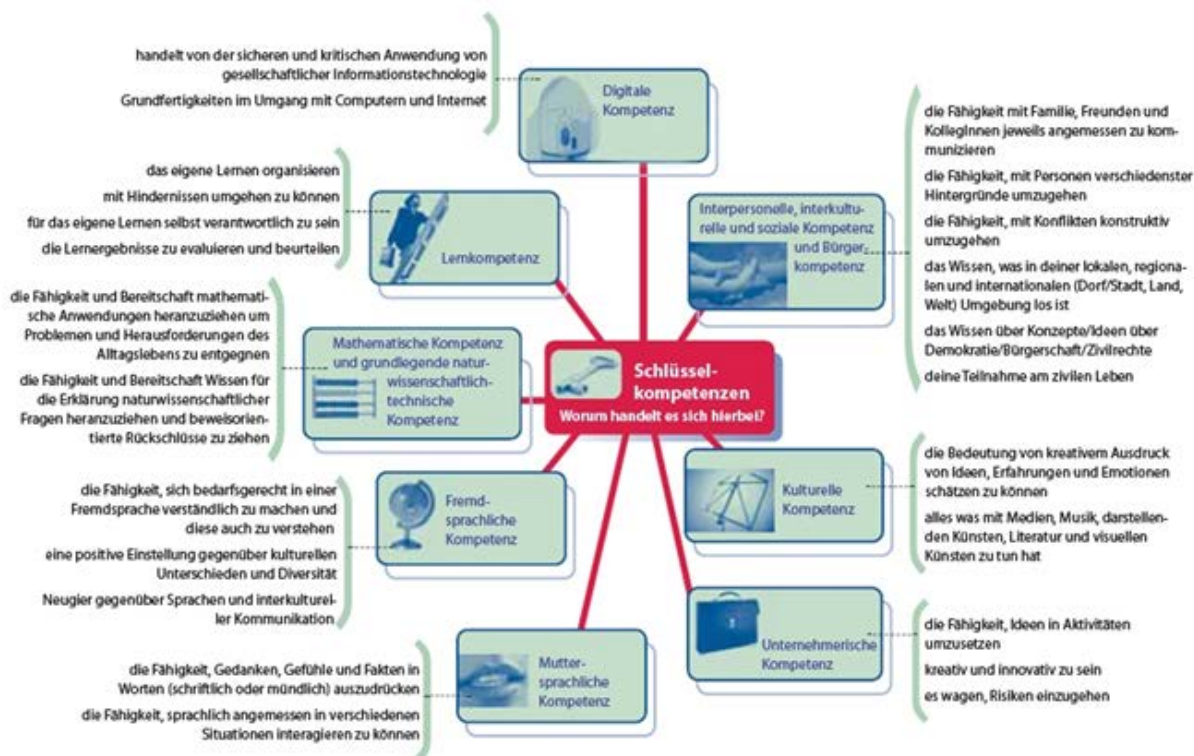 handelt von der sicheren und kritischen Anwendung von
gesellschaftlicher Informationstechnologie
Grundfertigkeiten im Umgang mit Computern und Internet
Digitale
Kompetenz
das eigene Lernen organisieren
mit Hindernissen umgehen zu können
für das eigene Lernen selbst verantwortlich zu sein
die Lernergebnisse zu evaluieren und beurteilen
Lernkompetenz
die Fähigkeit und Bereitschaft mathemati-
sche Anwendungen heranzuziehen um
Problemen und Herausforderungen des
Alltagslebens zu entgegnen
die Fähigkeit und Bereitschaft Wissen für
die Erklärung naturwissenschaftlicher
Fragen heranzuziehen und beweisorien-
tierte Rückschlüsse zu ziehen
Mathematische Kompetenz
und grundlegende natur-
wissenschaftlich-
technische
Kompetenz
die Fähigkeit, sich bedarfsgerecht in einer
Fremdsprache verständlich zu machen und
diese auch zu verstehen
eine positive Einstellung gegenüber kulturellen
Unterschieden und Diversität
Neugier gegenüber Sprachen und interkulturel-
ler Kommunikation
Fremd-
sprachliche
Kompetenz
die Fähigkeit, Gedanken, Gefühle und Fakten in
Worten (schriftlich oder mündlich) auszudrücken
die Fähigkeit, sprachlich angemessen in verschiedenen
Situationen interagieren zu können
Mutter-
sprachliche
Kompetenz
Schlüssel-
kompetenzen
Worum handelt es sich hierbei?
Interpersonelle, interkultu-
relle und soziale Kompetenz
und Bürger-
kompetenz
die Fähigkeit mit Familie, Freunden und
KollegInnen jeweils angemessen zu kom-
munizieren
die Fähigkeit, mit Personen verschiedenster
Hintergründe umzugehen
die Fähigkeit, mit Konflikten konstruktiv
umzugehen
das Wissen, was in deiner lokalen, regiona-
len und internationalen (Dorf/Stadt, Land,
Welt) Umgebung los ist
das Wissen über Konzepte/Ideen über
Demokratie/Bürgerschaft/Zivilrechte
deine Teilnahme am zivilen Leben
Kulturelle
Kompetenz
die Bedeutung von kreativem Ausdruck
von Ideen, Erfahrungen und Emotionen
schätzen zu können
alles was mit Medien, Musik, darstellen-
den Künsten, Literatur und visuellen
Künsten zu tun hat
Unternehmerische
Kompetenz
die Fähigkeit, Ideen in Aktivitäten
umzusetzen
kreativ und innovativ zu sein
es wagen, Risiken einzugehen